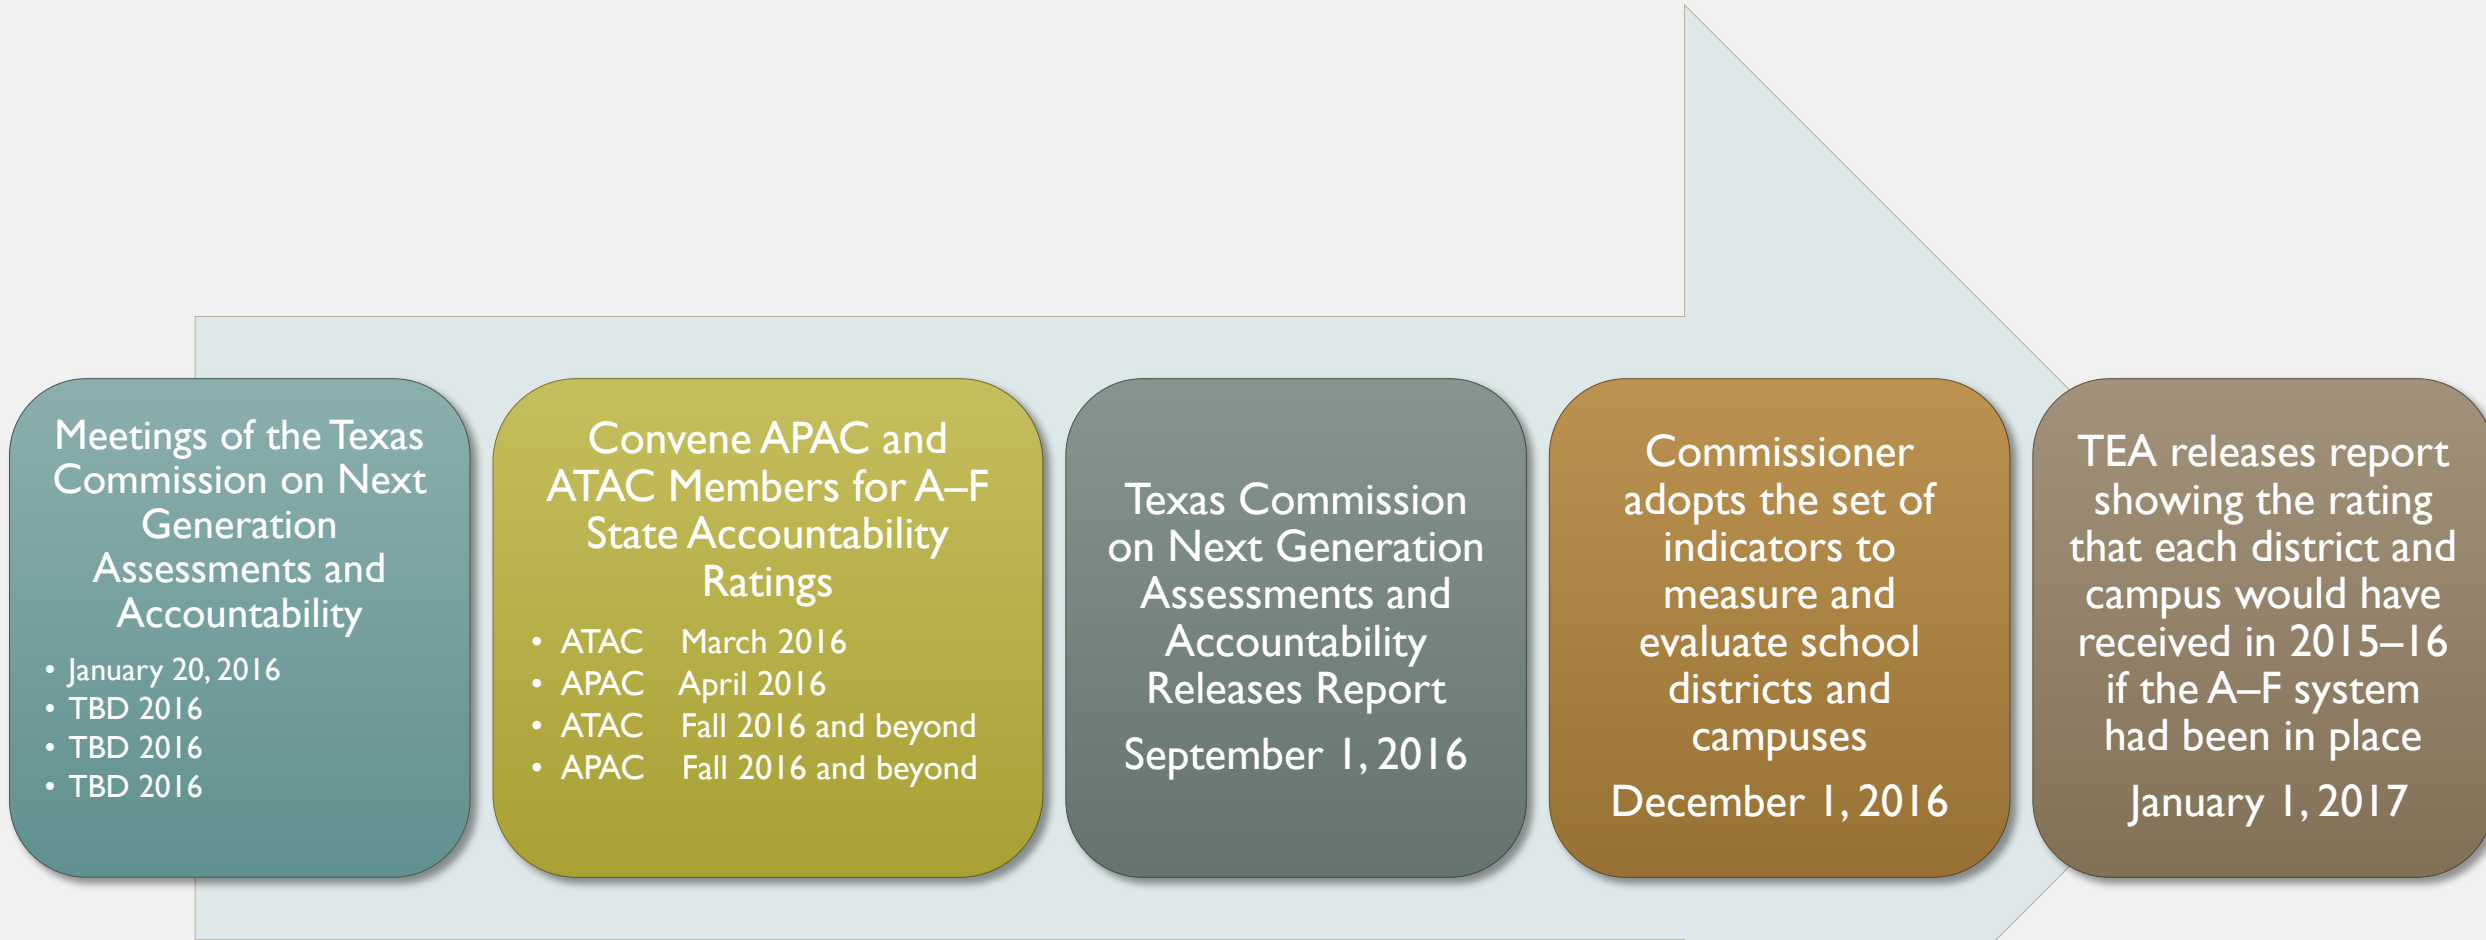 Meetings of the Texas
Commission on Next
Generation
Assessments and
Accountability
• January 20, 2016
• TBD 2016
• TBD 2016
• TBD 2016
Convene APAC and
ATAC Members for A–F
State Accountability
Ratings
• ATAC March 2016
• APAC April 2016
• ATAC Fall 2016 and beyond
• APAC Fall 2016 and beyond
Texas Commission
on Next Generation
Assessments and
Accountability
Releases Report
September 1, 2016
Commissioner
adopts the set of
indicators to
measure and
evaluate school
districts and
campuses
December 1, 2016
TEA releases report
showing the rating
that each district and
campus would have
received in 2015–16
if the A–F system
had been in place
January 1, 2017